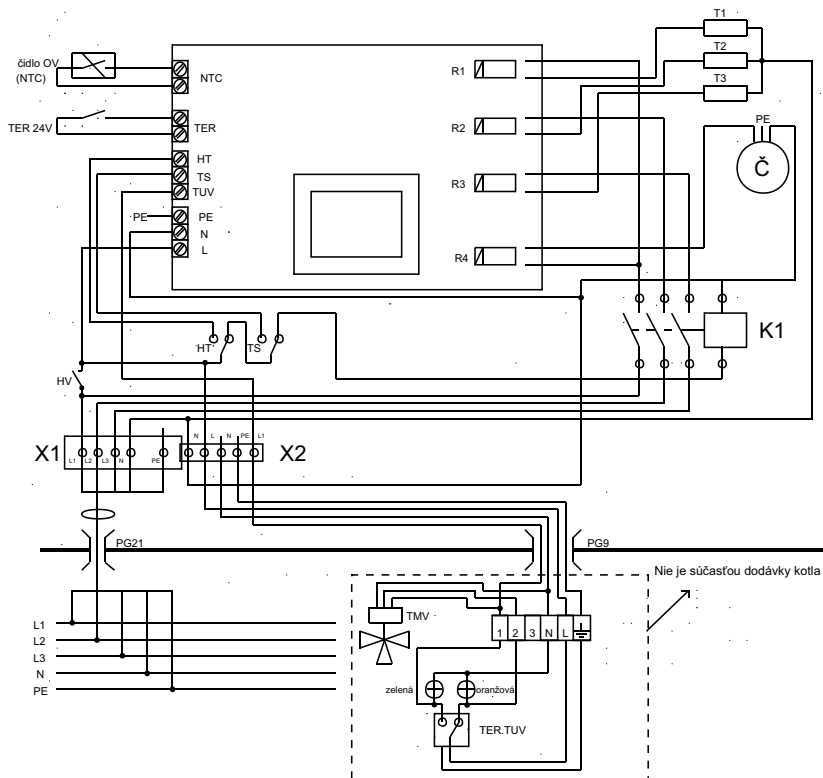 T1
čidlo OV
(NTC)
NTC
R1
T2
T3
TER 24V
TER
R2
PE
Č
HT
TS
TUV
R3
PE
PE
N
L
R4
K1
HT
TS
HV
X1
L1
L2
L3
N
PE
N
L
N
PE
L1
X2
PG21
PG9
Nie je súčasťou dodávky kotla
L1
L2
L3
N
PE
TMV
1
2
3
N
L
zelená
oranžová
TER.TUV